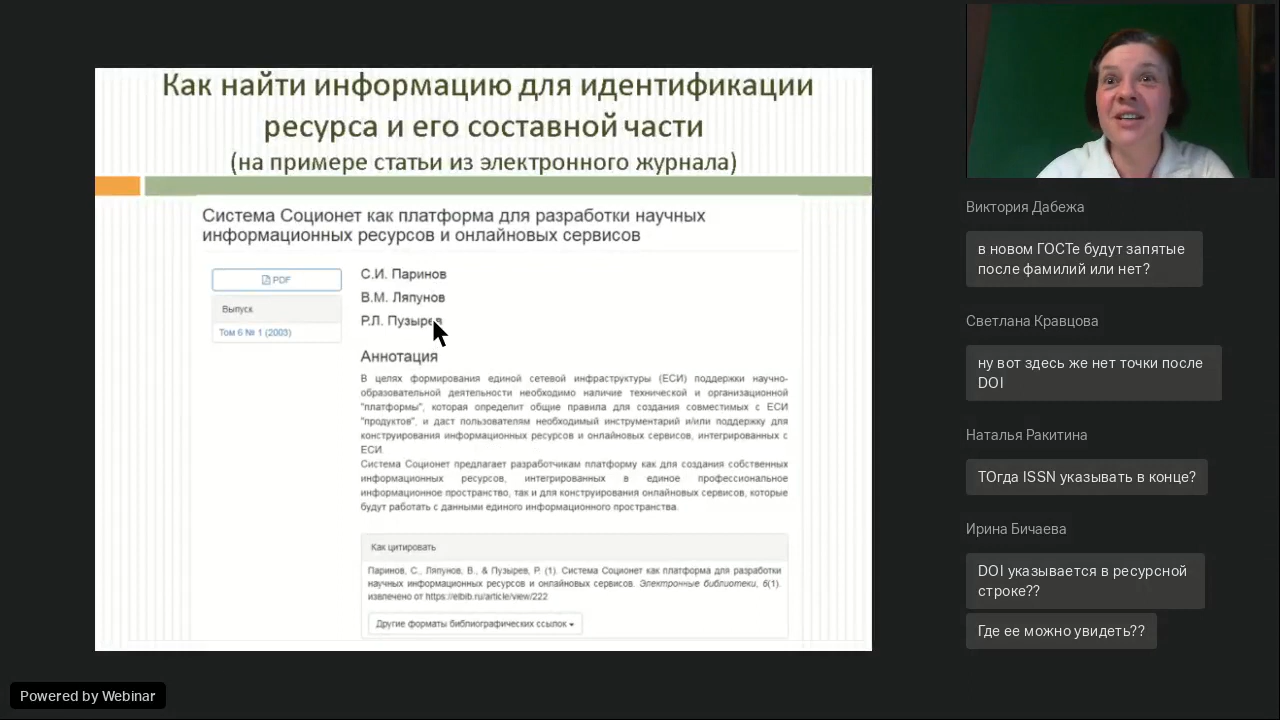 Как найти информацию для идентификации
ресурса и его составной части
(на примере статьи из электронного журнала)
Система Соционет как платформа для разработки научных
информационных ресурсов и онлайновых сервисов
PDF
Выпуск
Том 6 № 1 (2003)
С.И. Паринов
В.М. Ляпунов
Р.Л. Пузырев
Аннотация
В целях формирования единой сетевой инфраструктуры (ЕСИ) поддержки научно-
образовательной деятельности необходимо наличие технической и организационной
"платформы", которая определит общие правила для создания совместимых с ЕСИ
"продуктов", и даст пользователям необходимый инструментарий и/или поддержку для
конструирования информационных ресурсов и онлайновых сервисов, интегрированных с
ЕСИ.
Система Соционет предлагает разработчикам платформу как для создания собственных
информационных ресурсов, интегрированных в единое профессиональное
информационное пространство, так и для конструирования онлайновых сервисов, которые
будут работать с данными единого информационного пространства.
Как цитировать
Паринов, С., Ляпунов, В., & Пузырев, Р. (1). Система Соционет как платформа для разработки
научных информационных ресурсов и онлайновых сервисов. Электронные библиотеки, 6(1).
извлечено от https://elbib.ru/article/view/222
Другие форматы библиографических ссылок
Виктория Дабежа
в новом ГОСТе будут запятые
после фамилий или нет?
Светлана Кравцова
ну вот здесь же нет точки после
DOI
Наталья Ракитина
ТОгда ISSN указывать в конце?
Ирина Бичаева
DOI указывается в ресурсной
строке??
Где ее можно увидеть??
Powered by Webinar